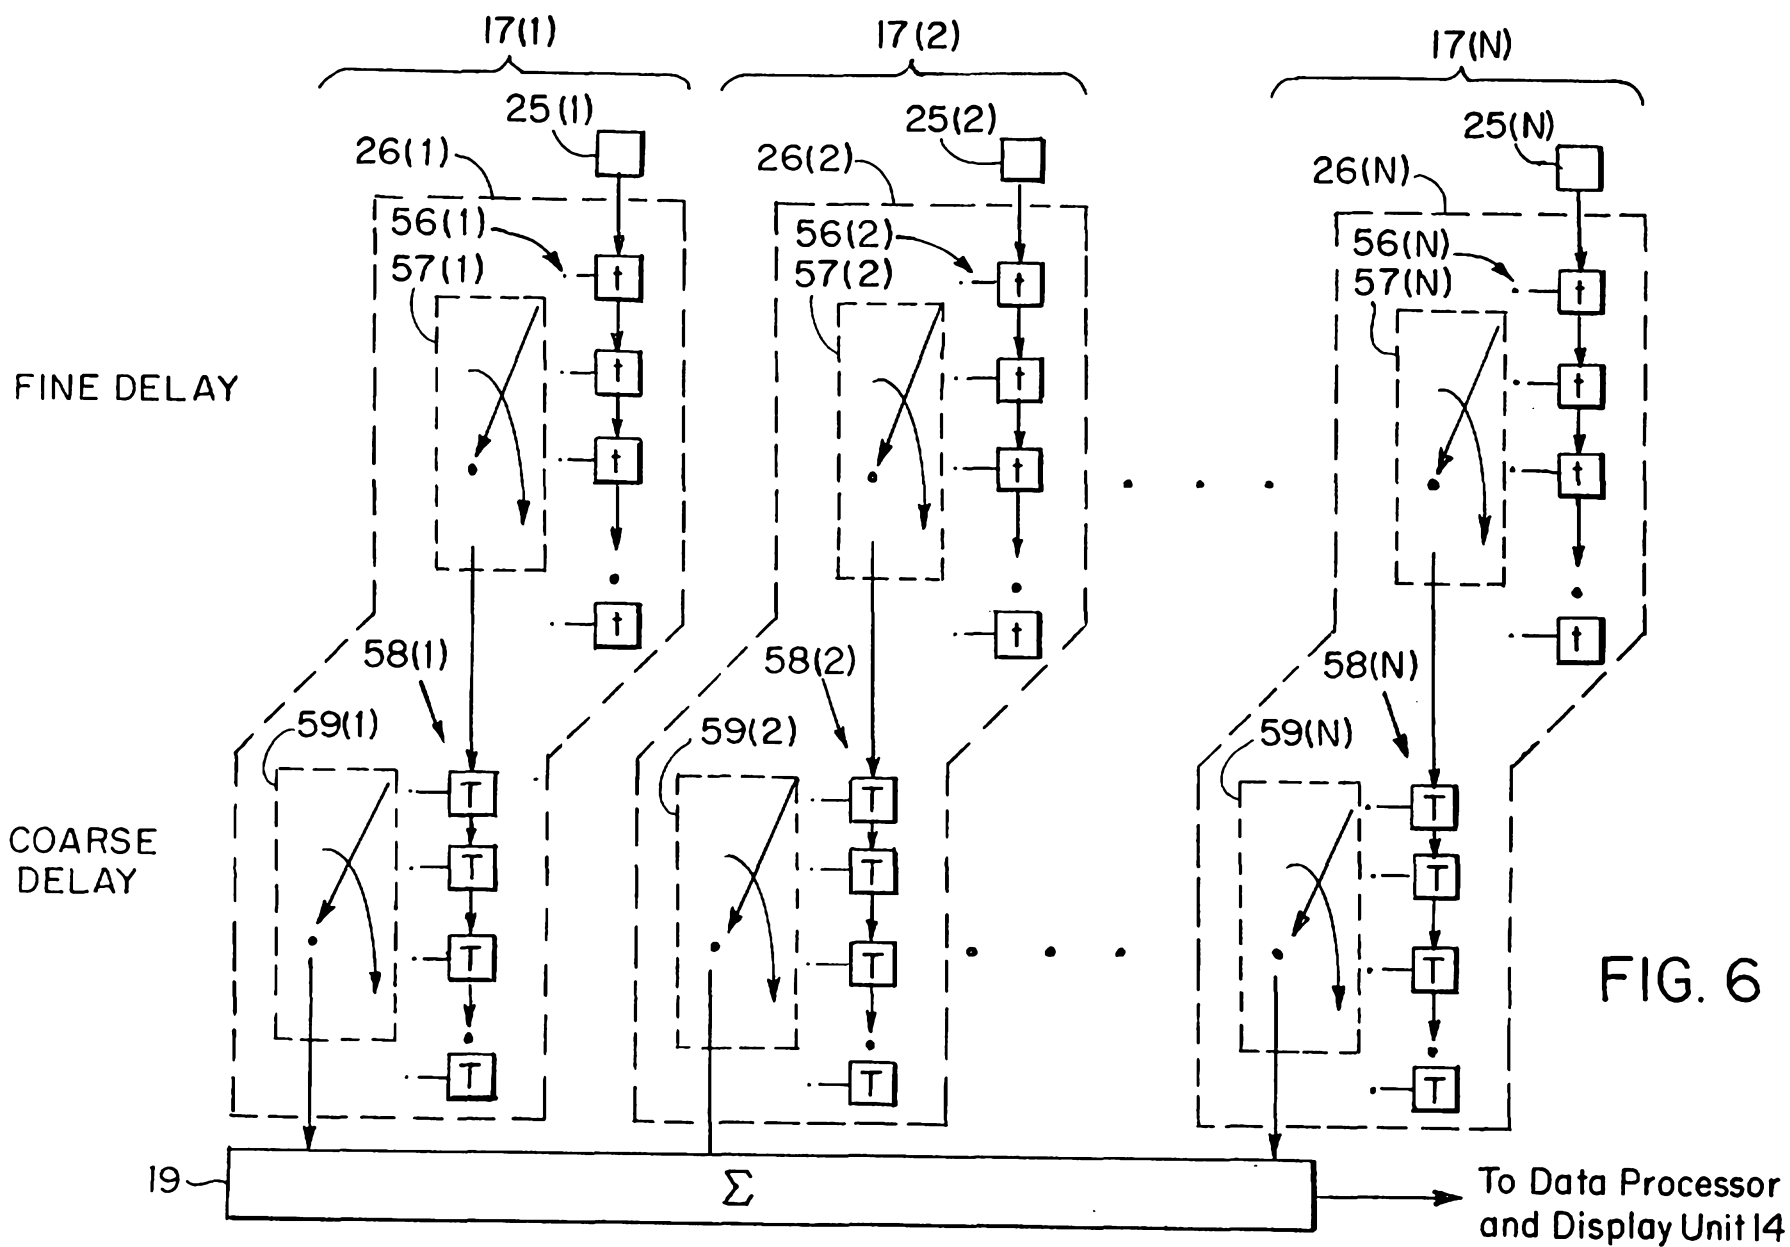 17(1) 17(2) 17(N)
25(1) 25(2) 25(N)
26(1) 26(2) 26(N)
56(1) 56(2) 56(N)
57(1) 57(2) 57(N)
t t t
t t t
FINE DELAY
t t t
t t t
58(1) 58(2) 58(N)
59(1) 59(2) 59(N)
T T T
COARSE
DELAY
T T T
T T T
FIG. 6
T T T
19 Σ
To Data Processor
and Display Unit 14